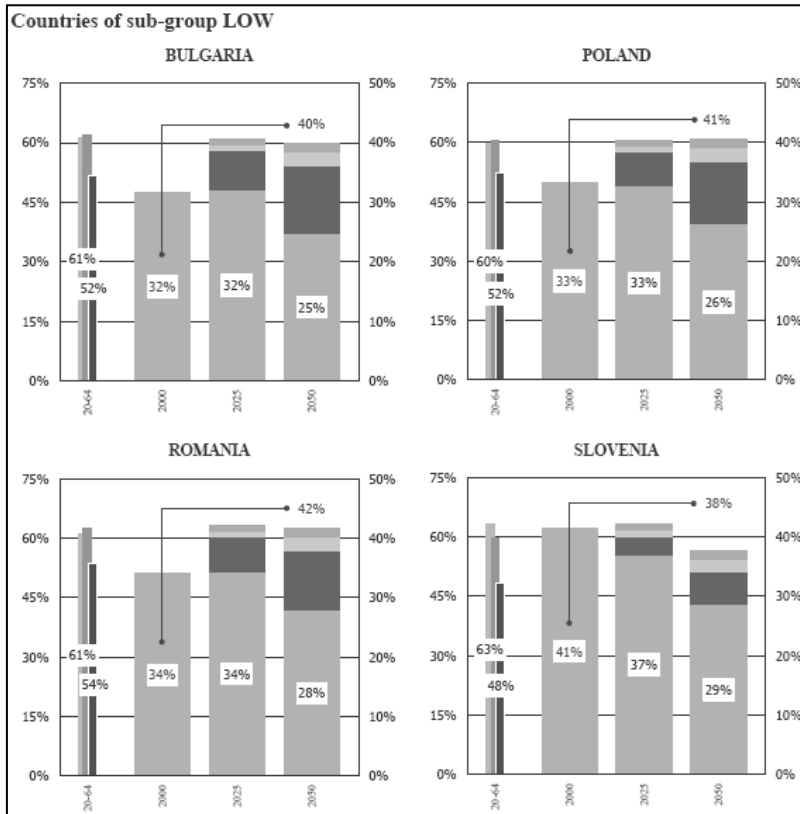 Countries of sub-group LOW
BULGARIA
75% 50%
40%
60% 40%
45% 30%
61%
30% 20%
52% 32% 32%
25%
15% 10%
0% 0%
20-64 2000 2025 2050
POLAND
75% 50%
41%
60% 40%
45% 30%
60%
30% 20%
52% 33% 33%
26%
15% 10%
0% 0%
20-64 2000 2025 2050
ROMANIA
75% 50%
42%
60% 40%
45% 30%
61%
30% 20%
54% 34% 34%
28%
15% 10%
0% 0%
20-64 2000 2025 2050
SLOVENIA
75% 50%
38%
60% 40%
45% 30%
63%
30% 20%
48% 41% 37%
29%
15% 10%
0% 0%
20-64 2000 2025 2050